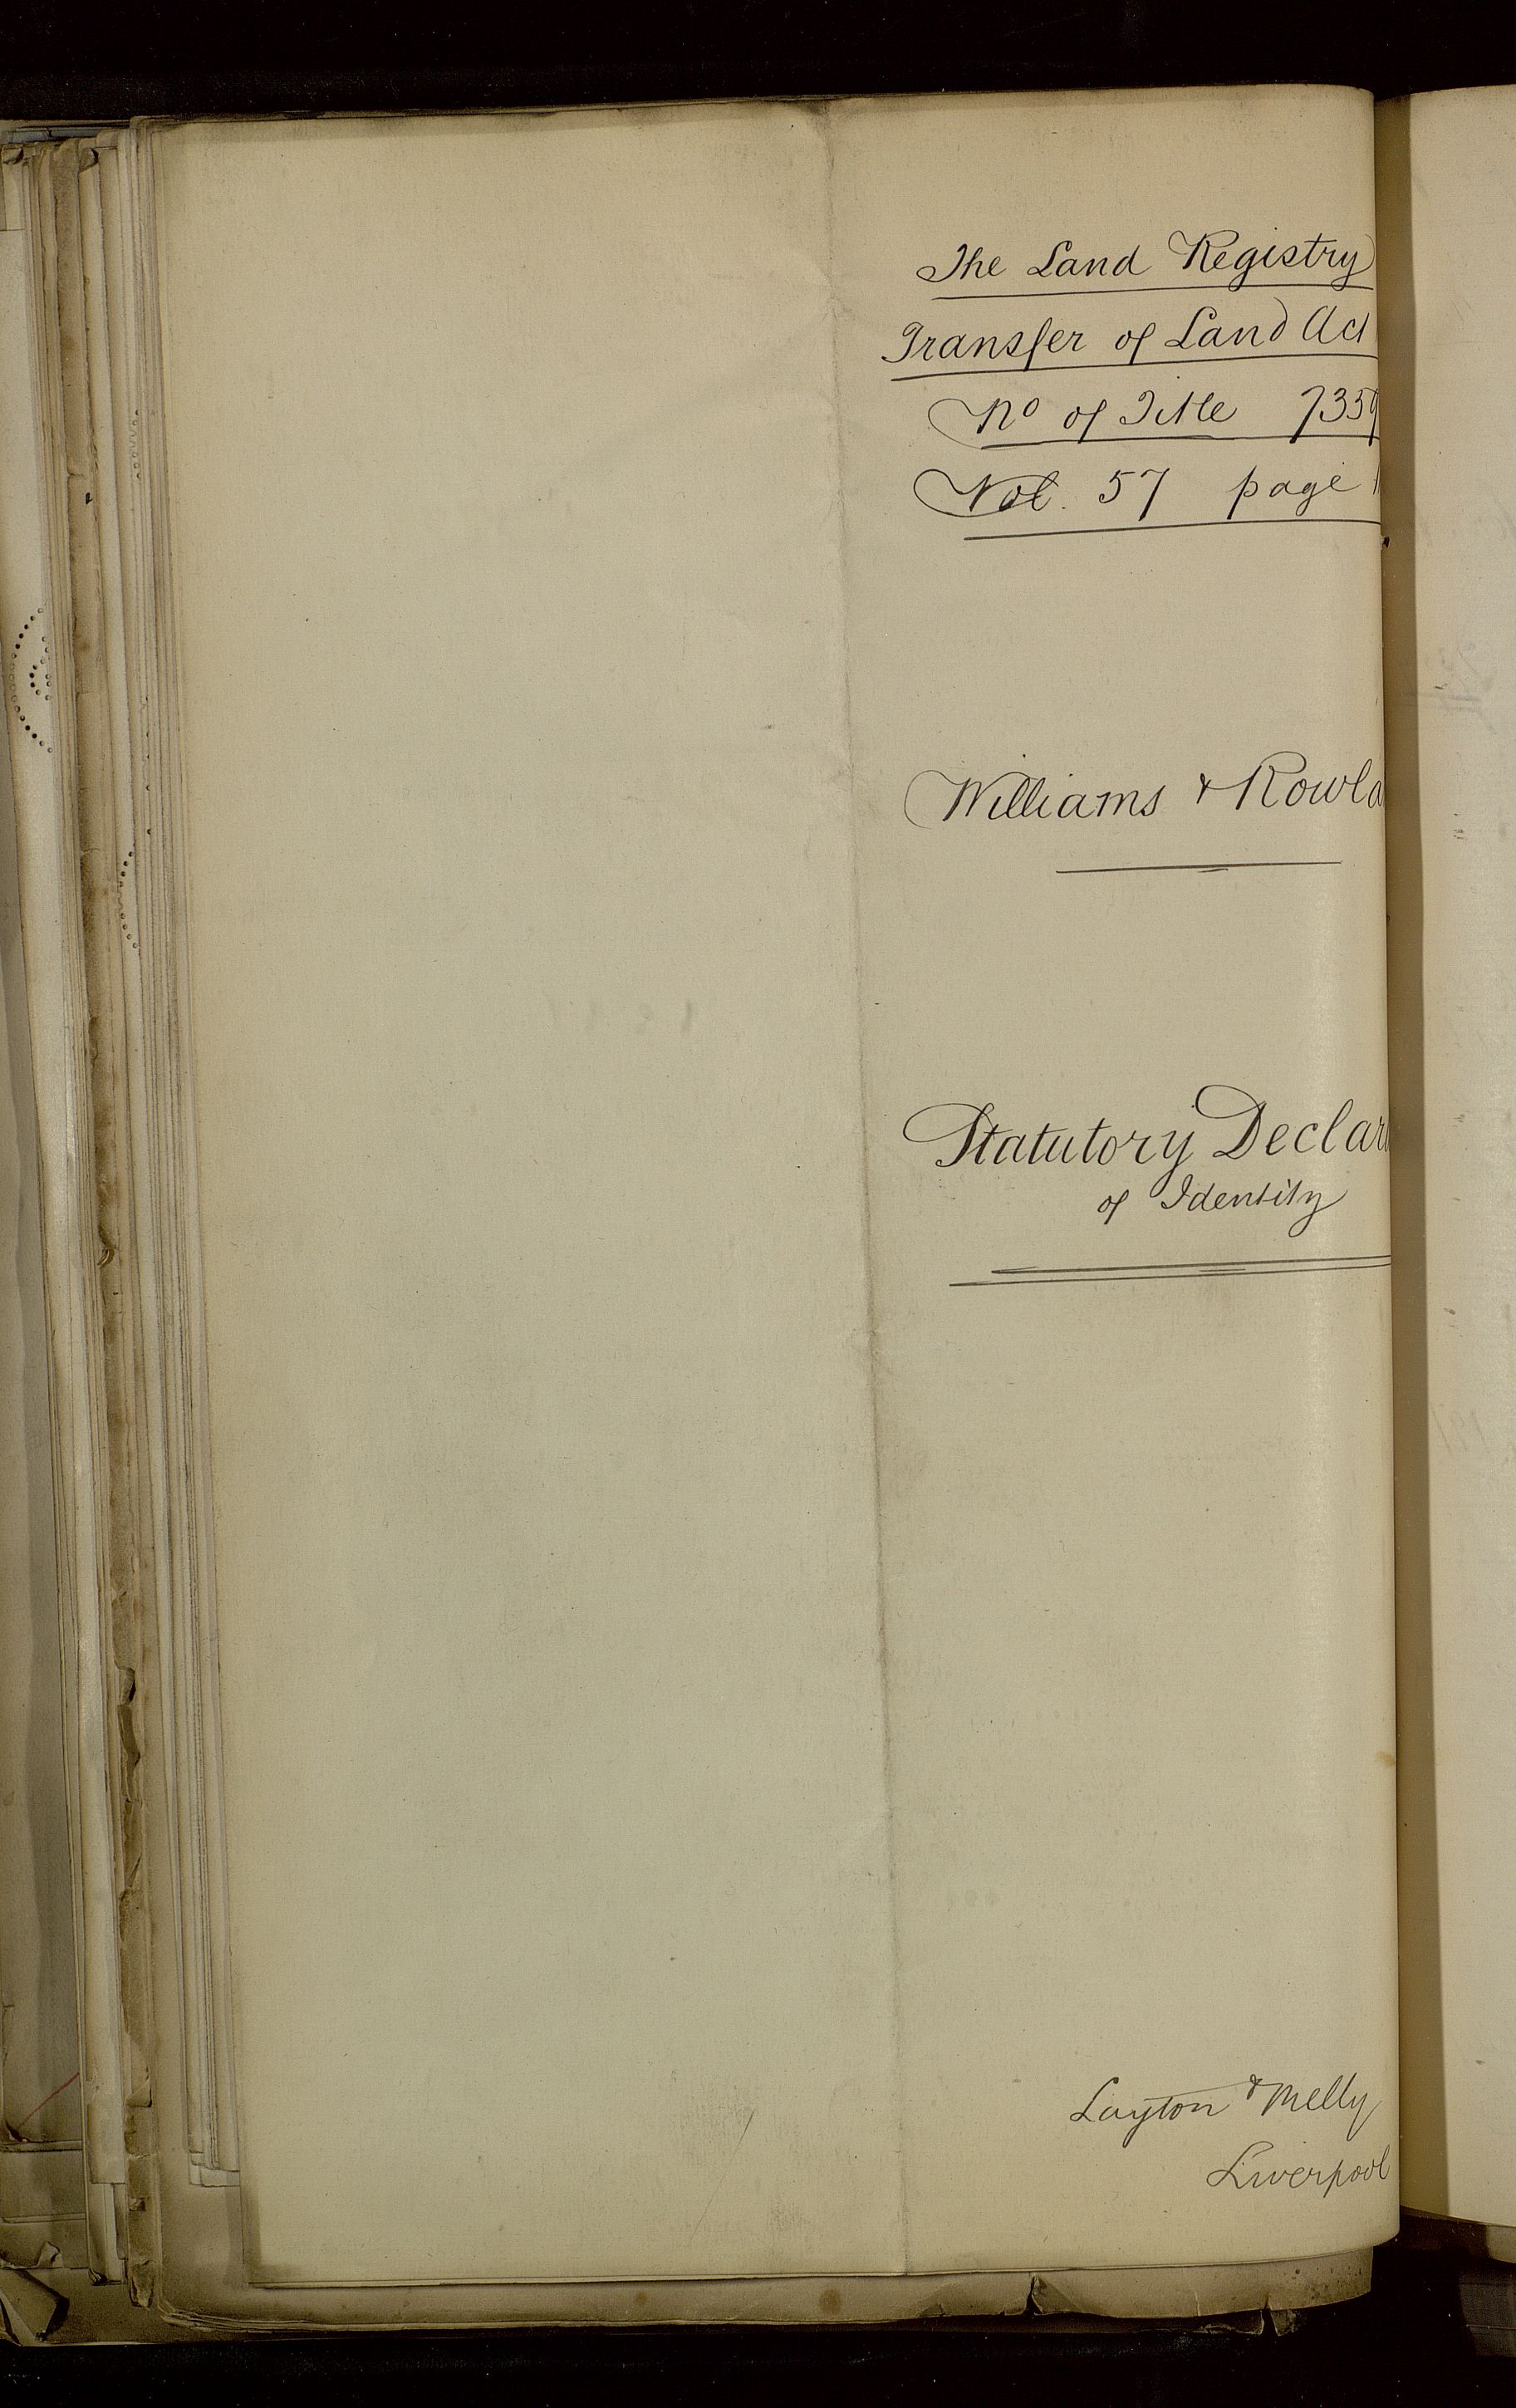 The Land Registry
Transfer of Land Act
No of Title 7359
Vol. 57 page
Williams & Rowla
Statutory Declar
of Identity
Layton & Melly
Liverpool